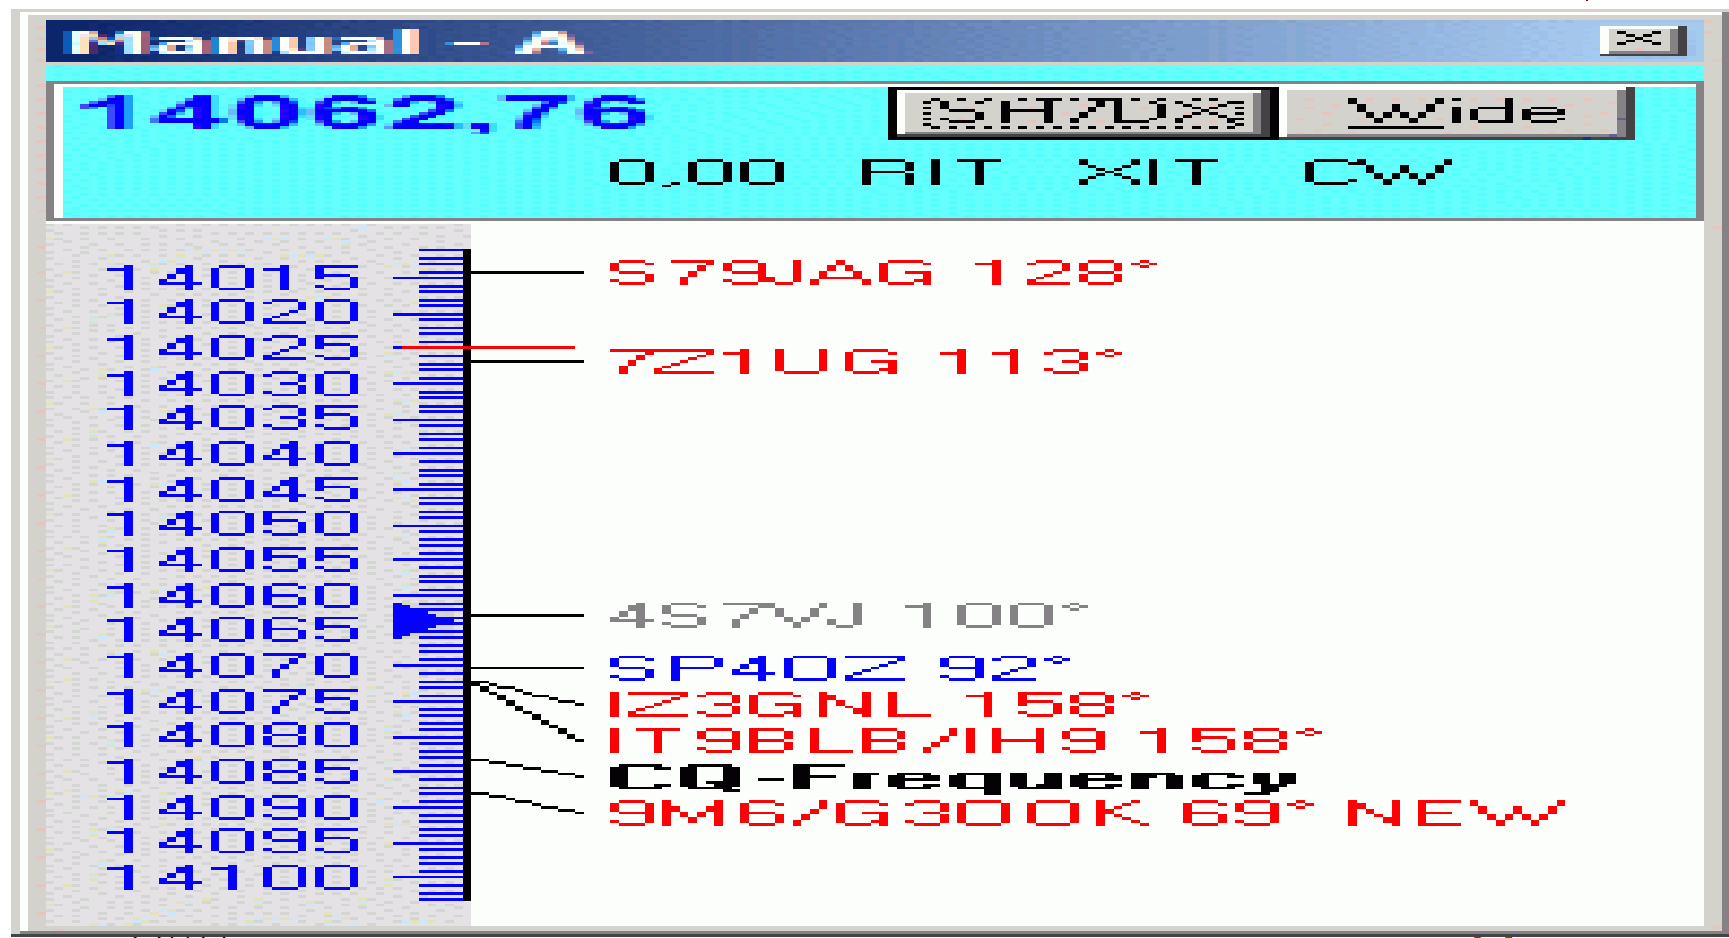 Manual - A
14062,76 SH/DX Wide
0,00 RIT XIT CW
14015 S79JAG 128°
14020
14025 7Z1UG 113°
14030
14035
14040
14045
14050
14055
14060 4S7VJ 100°
14065
14070 SP4OZ 92°
14075 IZ3GNL 158°
14080 IT9BLB/IH9 158°
14085 CQ-Frequency
14090 9M6/G3OOK 69° NEW
14095
14100